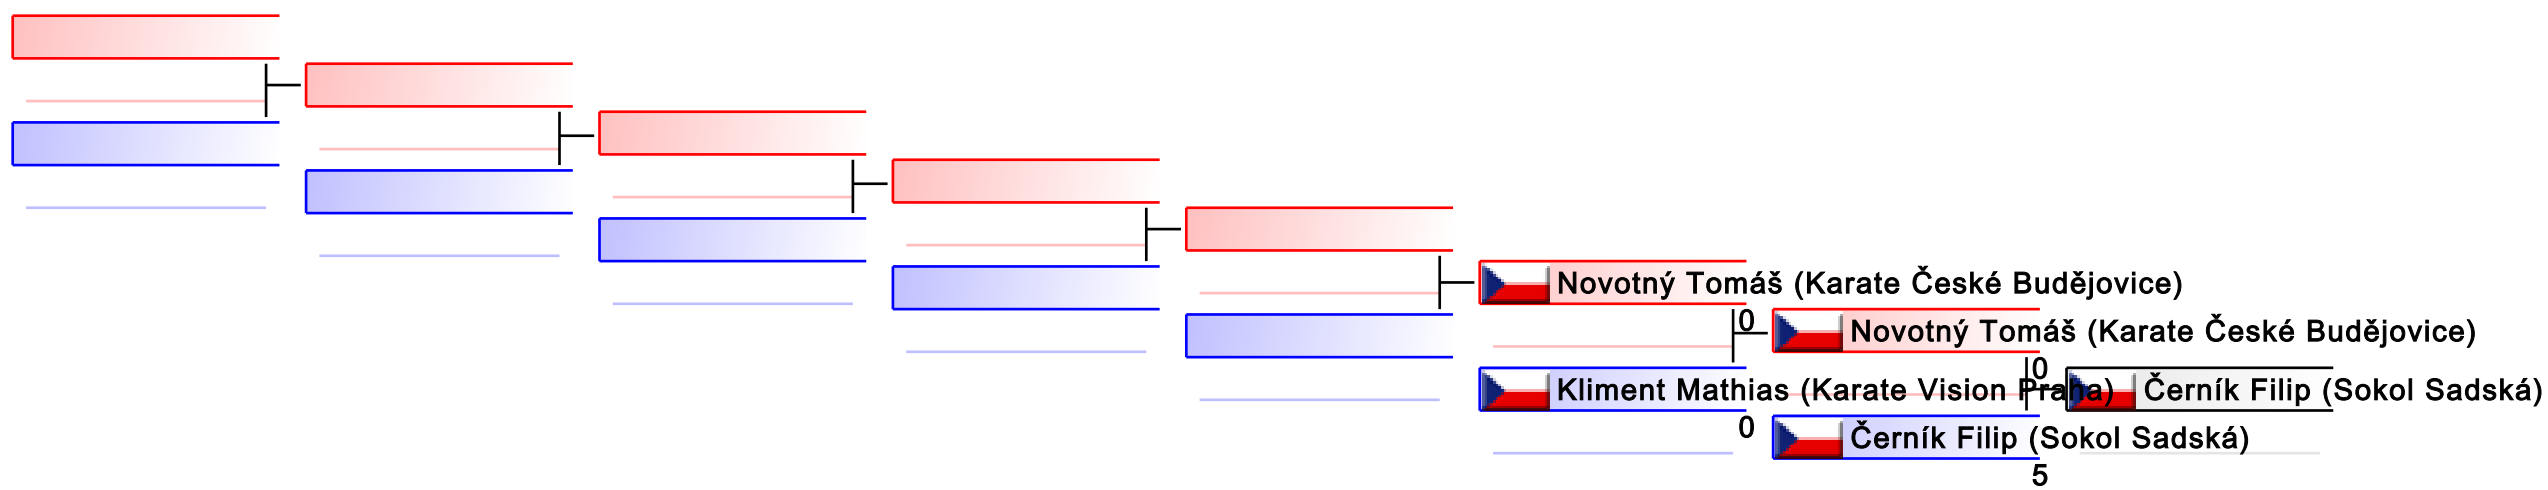 Novotný Tomáš (Karate České Budějovice)
0
Kliment Mathias (Karate Vision Praha)
0
Novotný Tomáš (Karate České Budějovice)
0
Černík Filip (Sokol Sadská)
5
Černík Filip (Sokol Sadská)